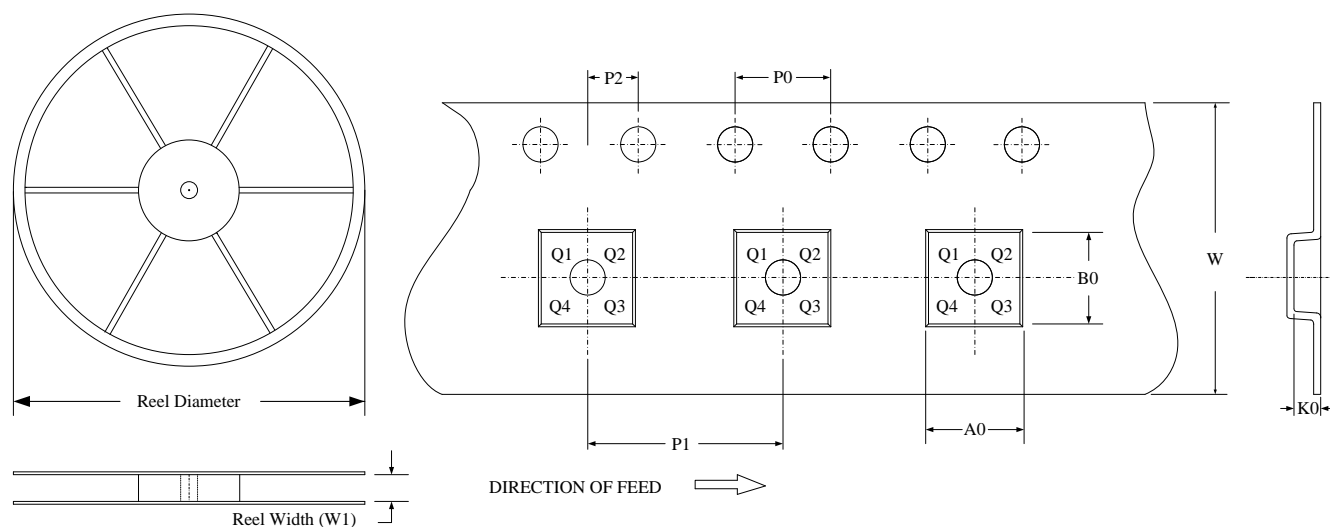 P2
P0
Q1 Q2
Q4 Q3
Q1 Q2
Q4 Q3
Q1 Q2
Q4 Q3
B0
W
K0
A0
P1
Reel Diameter
DIRECTION OF FEED
Reel Width (W1)